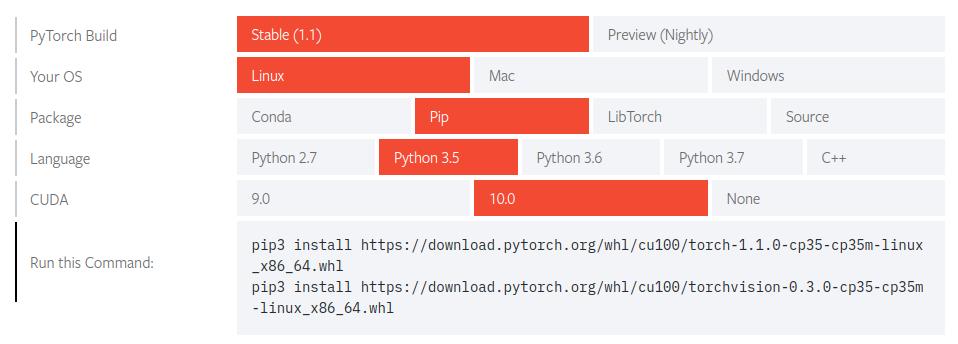 PyTorch Build Stable (1.1) Preview (Nightly)
Your OS Linux Mac Windows
Package Conda Pip LibTorch Source
Language Python 2.7 Python 3.5 Python 3.6 Python 3.7 C++
CUDA 9.0 10.0 None
Run this Command:
pip3 install https://download.pytorch.org/whl/cu100/torch-1.1.0-cp35-cp35m-linux
_x86_64.whl
pip3 install https://download.pytorch.org/whl/cu100/torchvision-0.3.0-cp35-cp35m
-linux_x86_64.whl